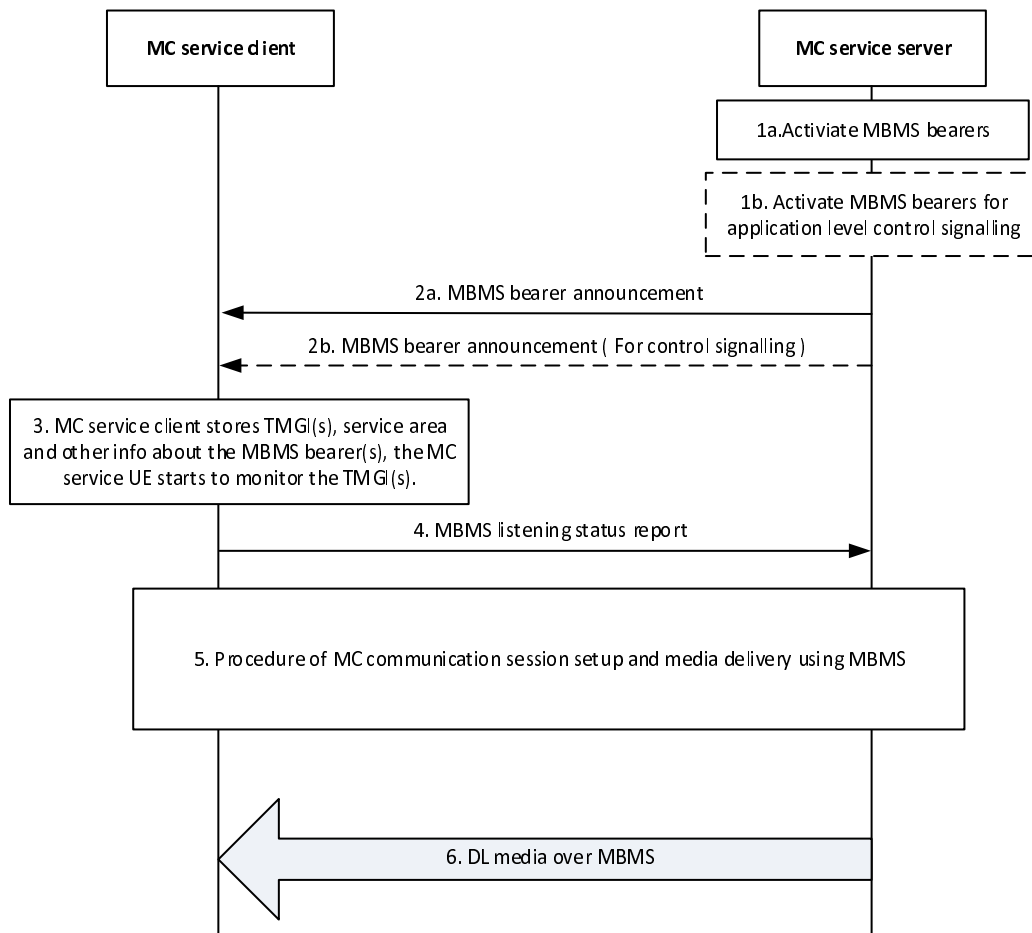 MC service client
MC service server
1a.Activiate MBMS bearers
1b. Activate MBMS bearers for
application level control signalling
2a. MBMS bearer announcement
2b. MBMS bearer announcement ( For control signalling )
3. MC service client stores TMGI(s), service area
and other info about the MBMS bearer(s), the MC
service UE starts to monitor the TMGI(s).
4. MBMS listening status report
5. Procedure of MC communication session setup and media delivery using MBMS
6. DL media over MBMS